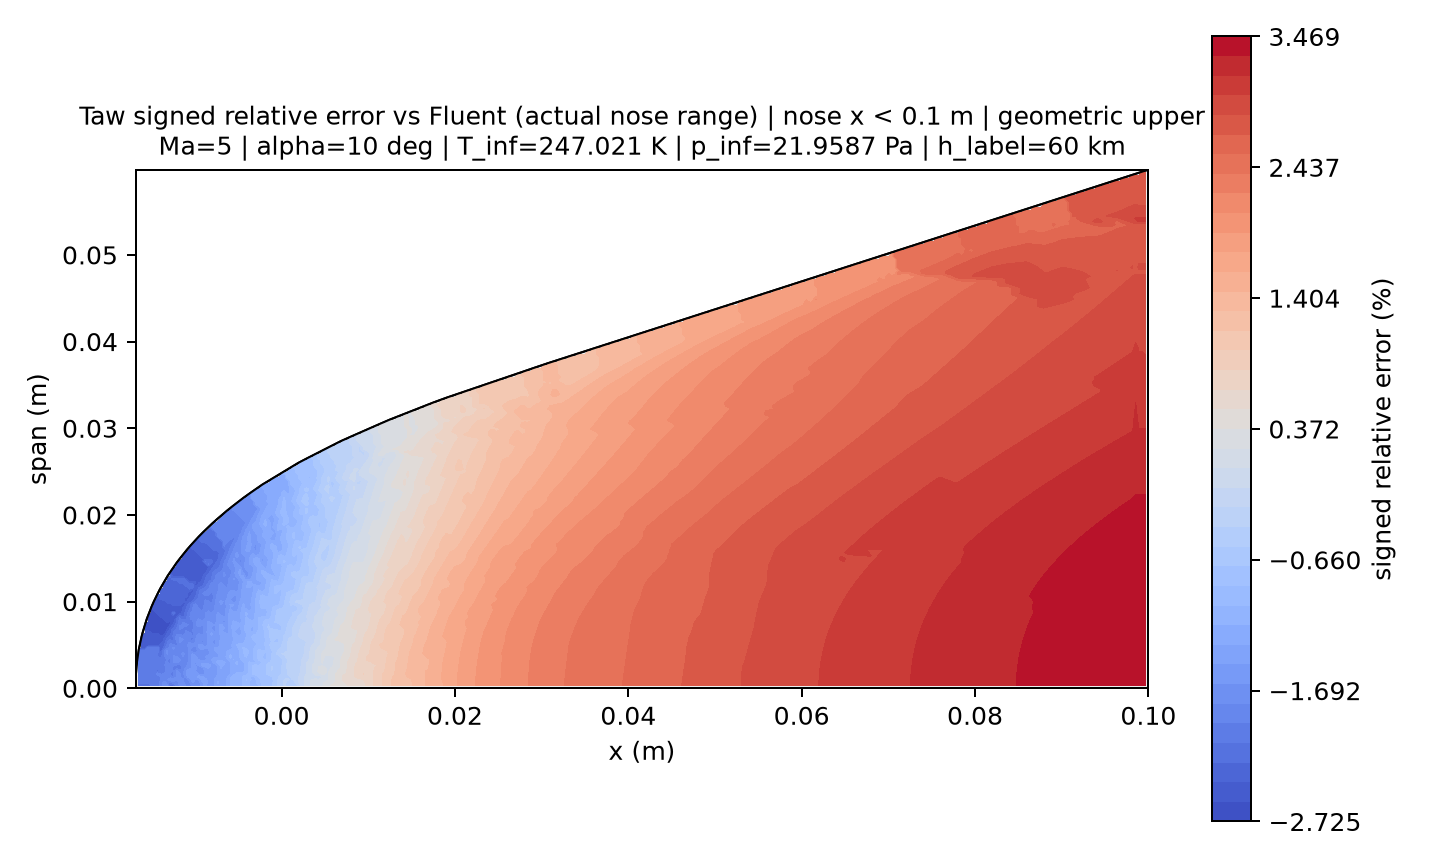 Taw signed relative error vs Fluent (actual nose range) | nose x < 0.1 m | geometric upper
Ma=5 | alpha=10 deg | T_inf=247.021 K | p_inf=21.9587 Pa | h_label=60 km
span (m)
0.05
0.04
0.03
0.02
0.01
0.00
0.00 0.02 0.04 0.06 0.08 0.10
x (m)
3.469
2.437
1.404
0.372
−0.660
−1.692
−2.725
signed relative error (%)